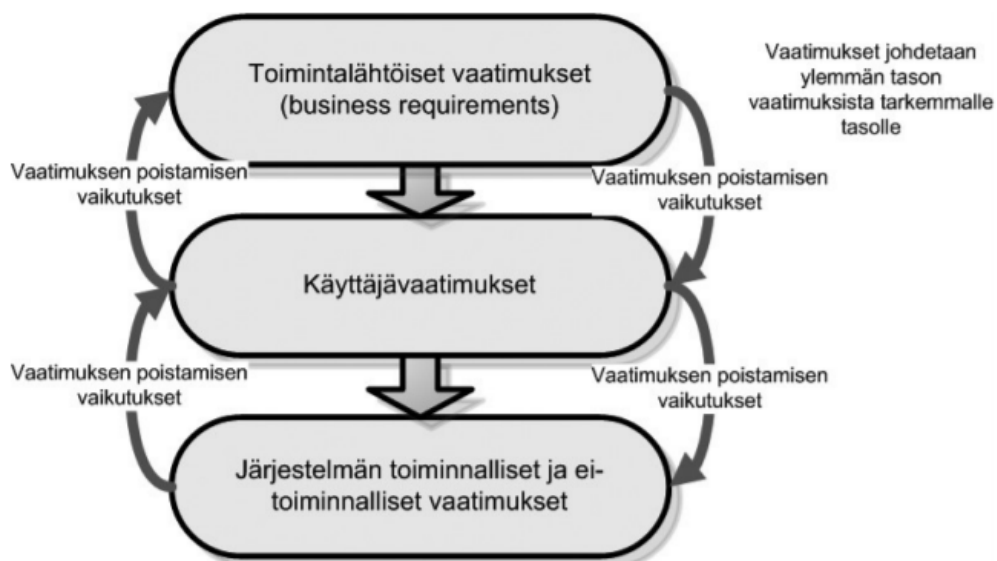 Toimintalähtöiset vaatimukset
(business requirements)
Vaatimukset johdetaan
ylemmän tason
vaatimuksista tarkemmalle
tasolle
Vaatimuksen poistamisen
vaikutukset
Vaatimuksen poistamisen
vaikutukset
Käyttäjävaatimukset
Vaatimuksen poistamisen
vaikutukset
Vaatimuksen poistamisen
vaikutukset
Järjestelmän toiminnalliset ja ei-
toiminnalliset vaatimukset